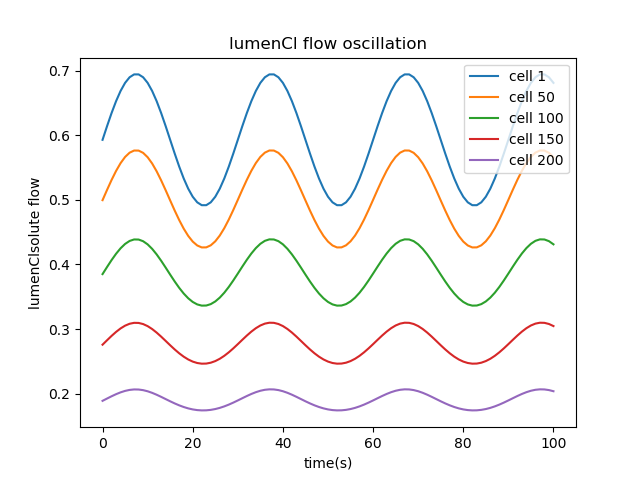 lumenCl flow oscillation
lumenClsolute flow
0.7
0.6
0.5
0.4
0.3
0.2
cell 1
cell 50
cell 100
cell 150
cell 200
0 20 40 60 80 100
time(s)